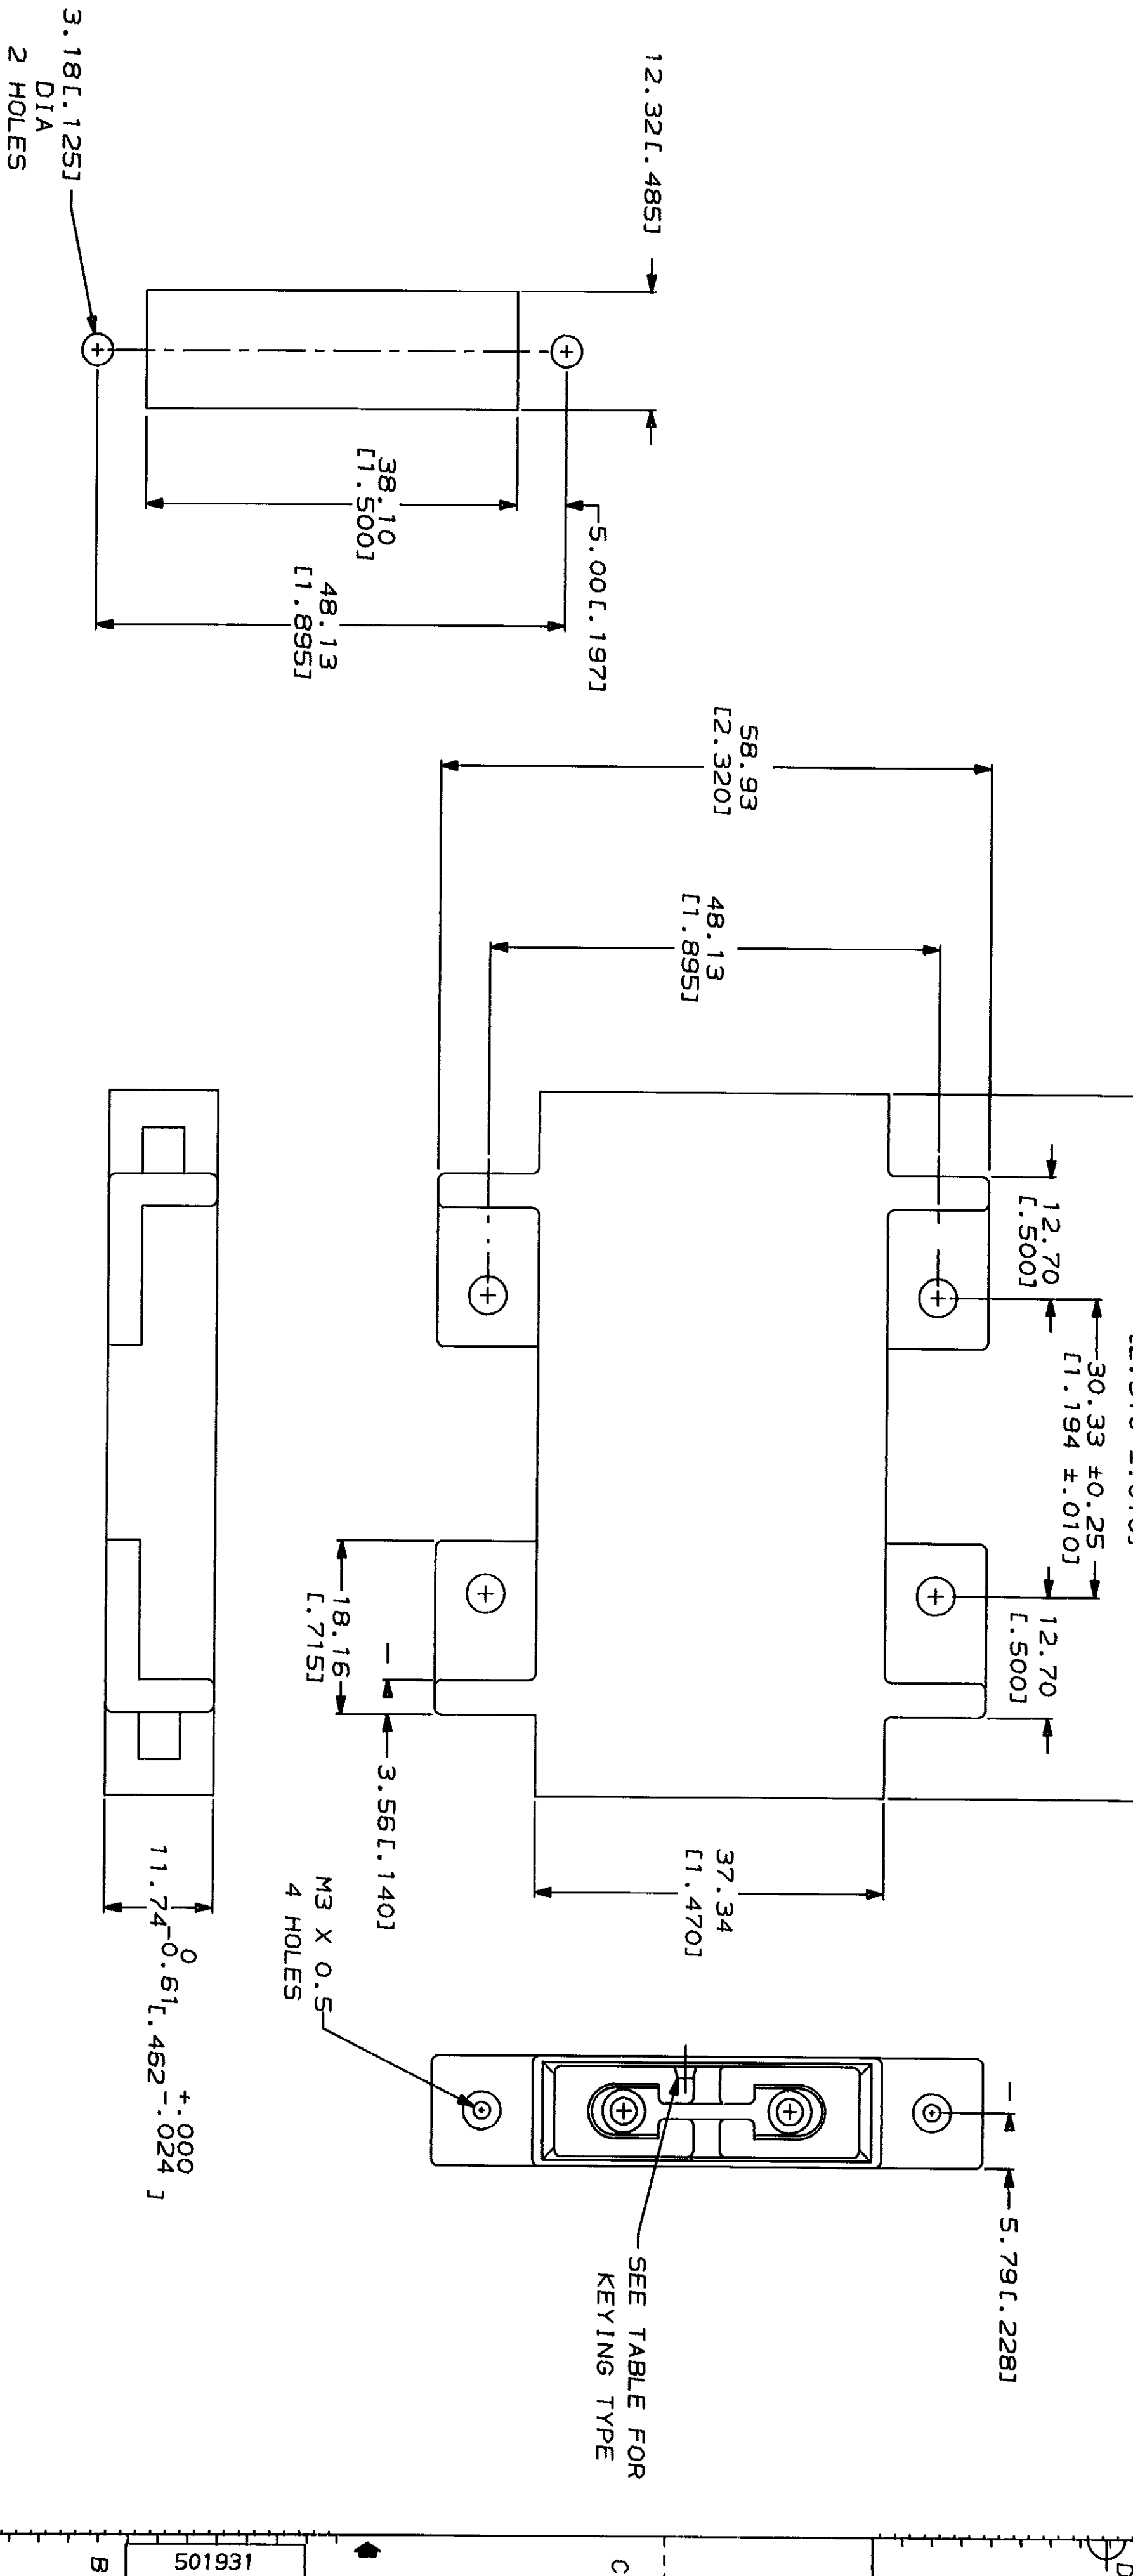 3.18[.125]
DIA
2 HOLES
12.32[.485]
38.10
[1.500]
48.13
[1.895]
5.00[.197]
58.93
[2.320]
48.13
[1.895]
12.70
[.500]
30.33 ±0.25
[1.194 ±.010]
12.70
[.500]
18.16
[.715]
3.56[.140]
37.34
[1.470]
11.74 0 -0.61[.462 +.000 -.024 ]
M3 X 0.5
4 HOLES
5.79[.228]
SEE TABLE FOR
KEYING TYPE
D
C
B
501931